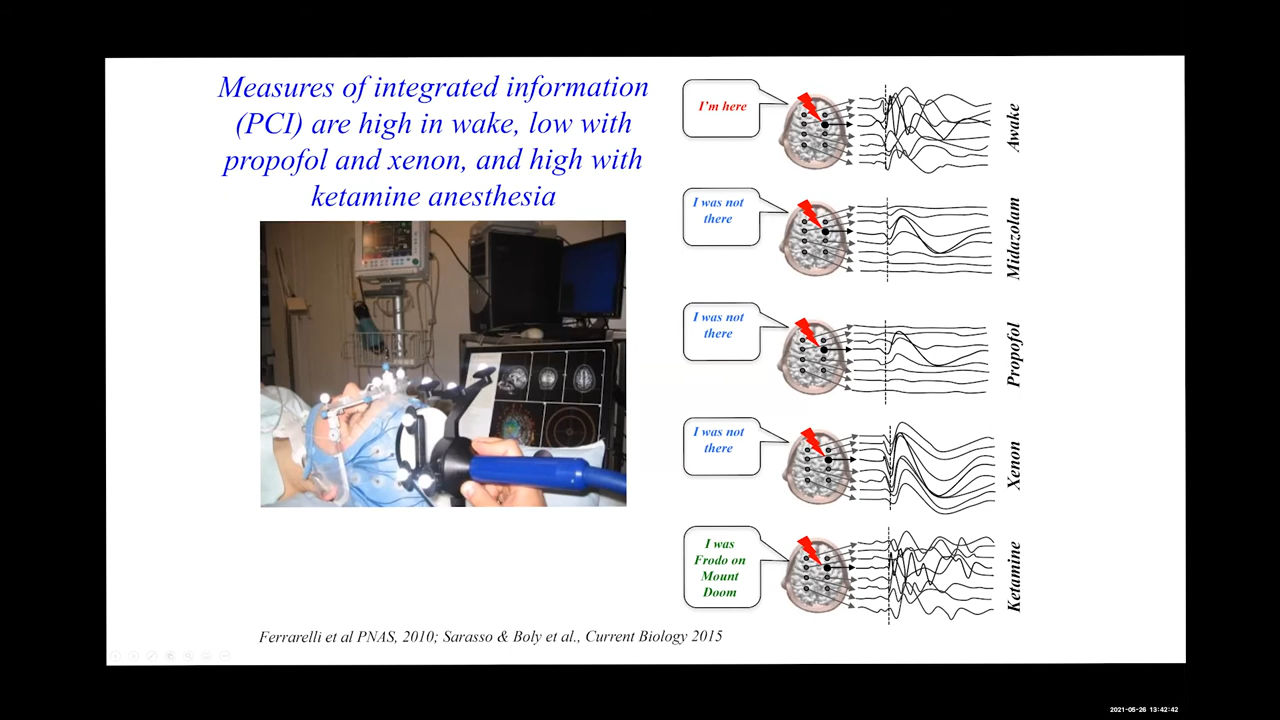 Measures of integrated information
(PCI) are high in wake, low with
propofol and xenon, and high with
ketamine anesthesia
I'm here
Awake
I was not
there
Midazolam
I was not
there
Propofol
I was not
there
Xenon
I was
Frodo on
Mount
Doom
Ketamine
Ferrarelli et al PNAS, 2010; Sarasso & Boly et al., Current Biology 2015
2021-05-26 13:42:42